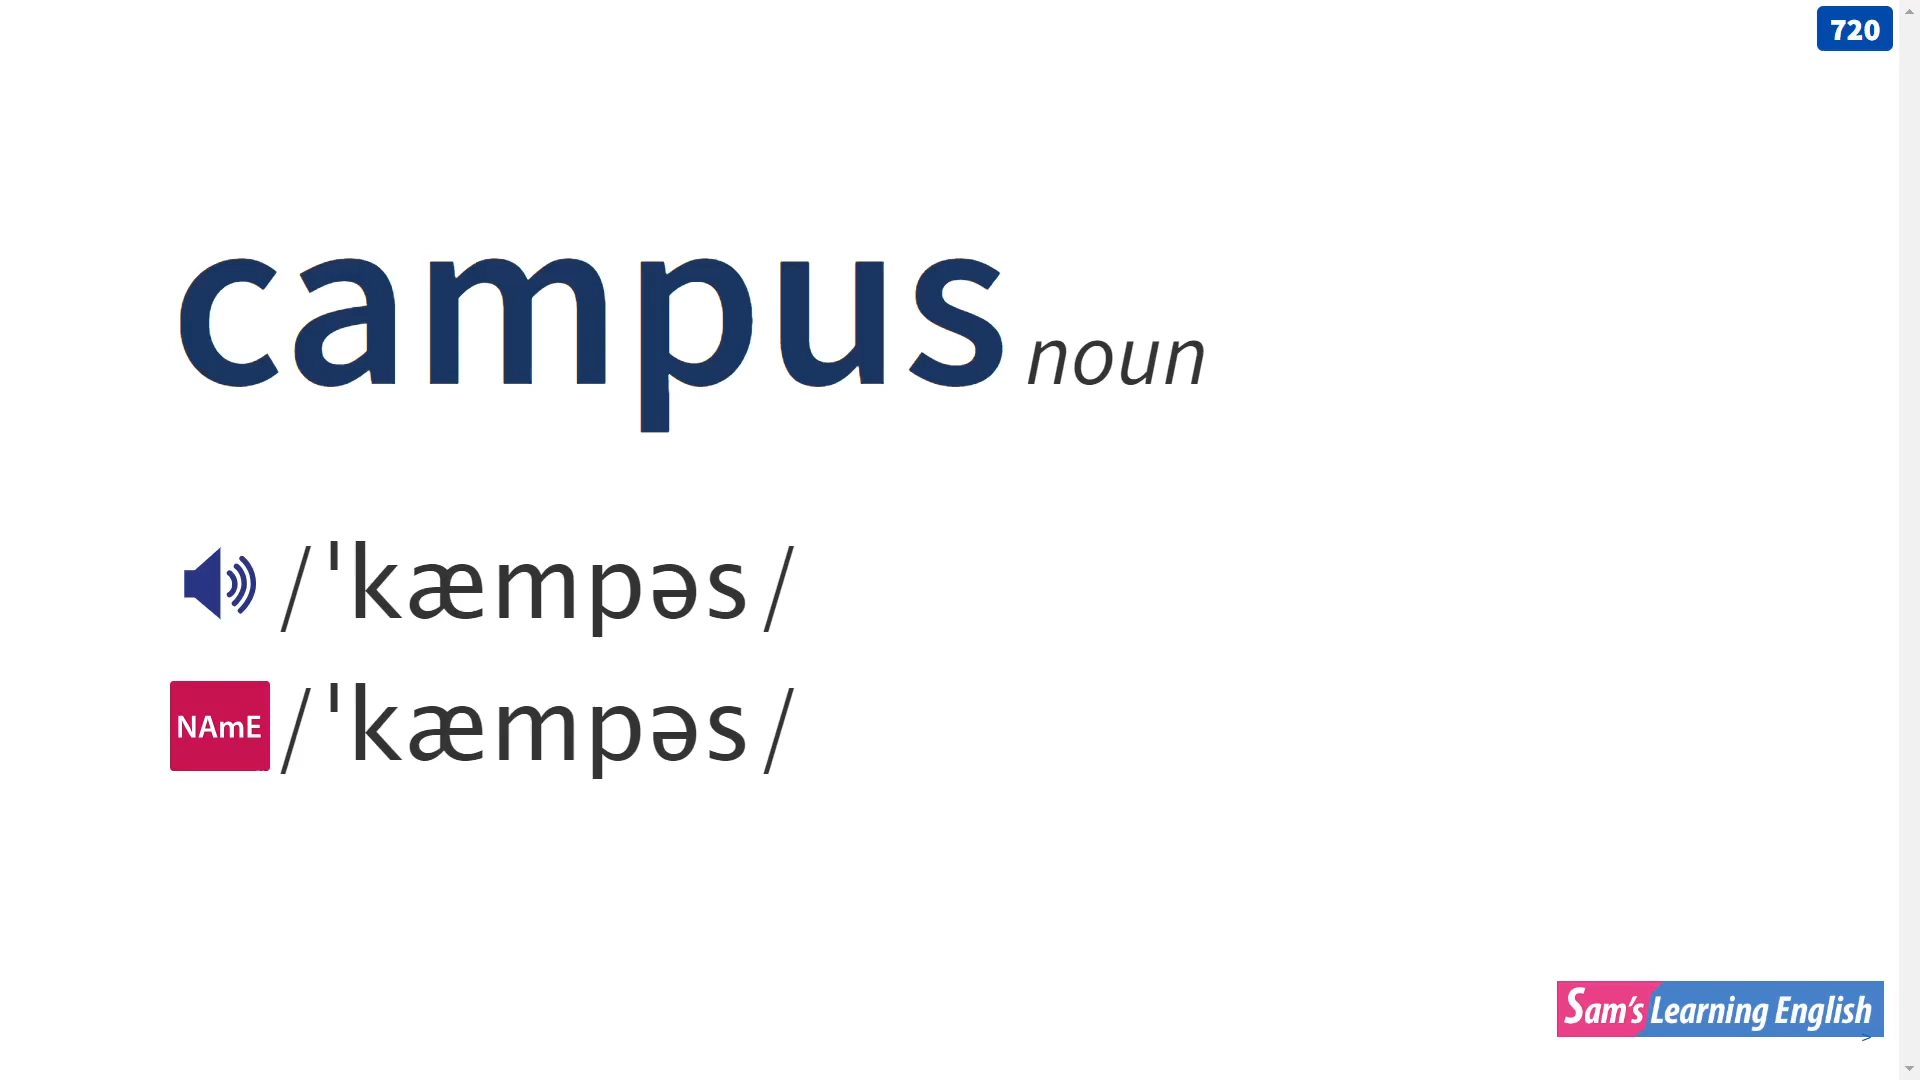 720
campus noun
/ˈkæmpəs/
NAmE /ˈkæmpəs/
Sam's Learning English
>